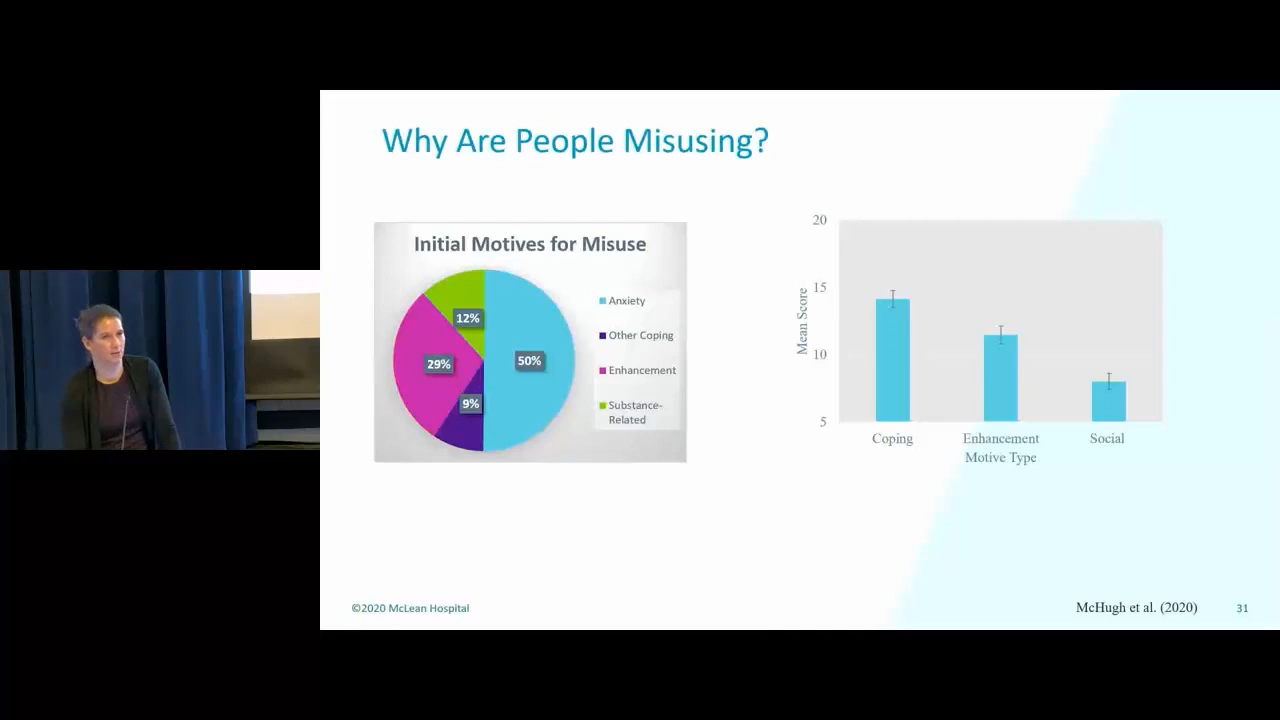 Why Are People Misusing?
Initial Motives for Misuse
12%
29%
50%
9%
Anxiety
Other Coping
Enhancement
Substance-
Related
20
15
10
5
Mean Score
Coping
Enhancement
Social
Motive Type
©2020 McLean Hospital
McHugh et al. (2020)
31